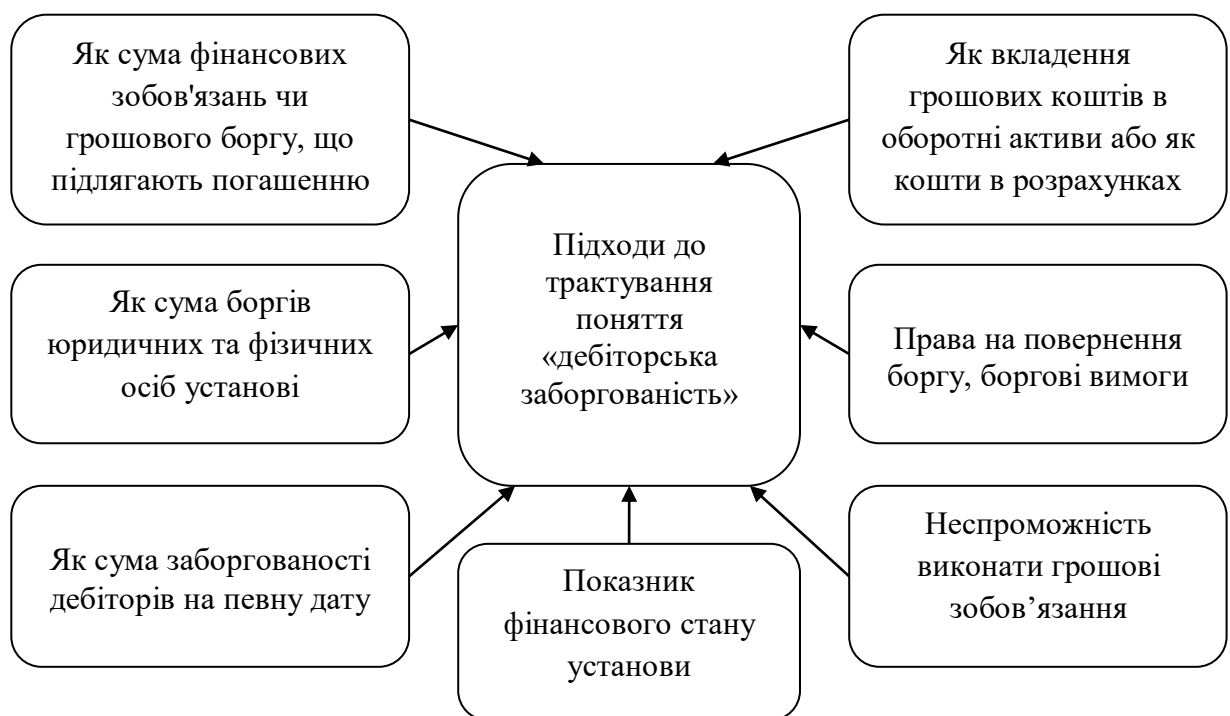 Як сума фінансових
зобов'язань чи
грошового боргу, що
підлягають погашенню
Як вкладення
грошових коштів в
оборотні активи або як
кошти в розрахунках
Підходи до
трактування
поняття
«дебіторська
заборгованість»
Як сума боргів
юридичних та фізичних
осіб установі
Права на повернення
боргу, боргові вимоги
Як сума заборгованості
дебіторів на певну дату
Показник
фінансового стану
установи
Неспроможність
виконати грошові
зобов’язання